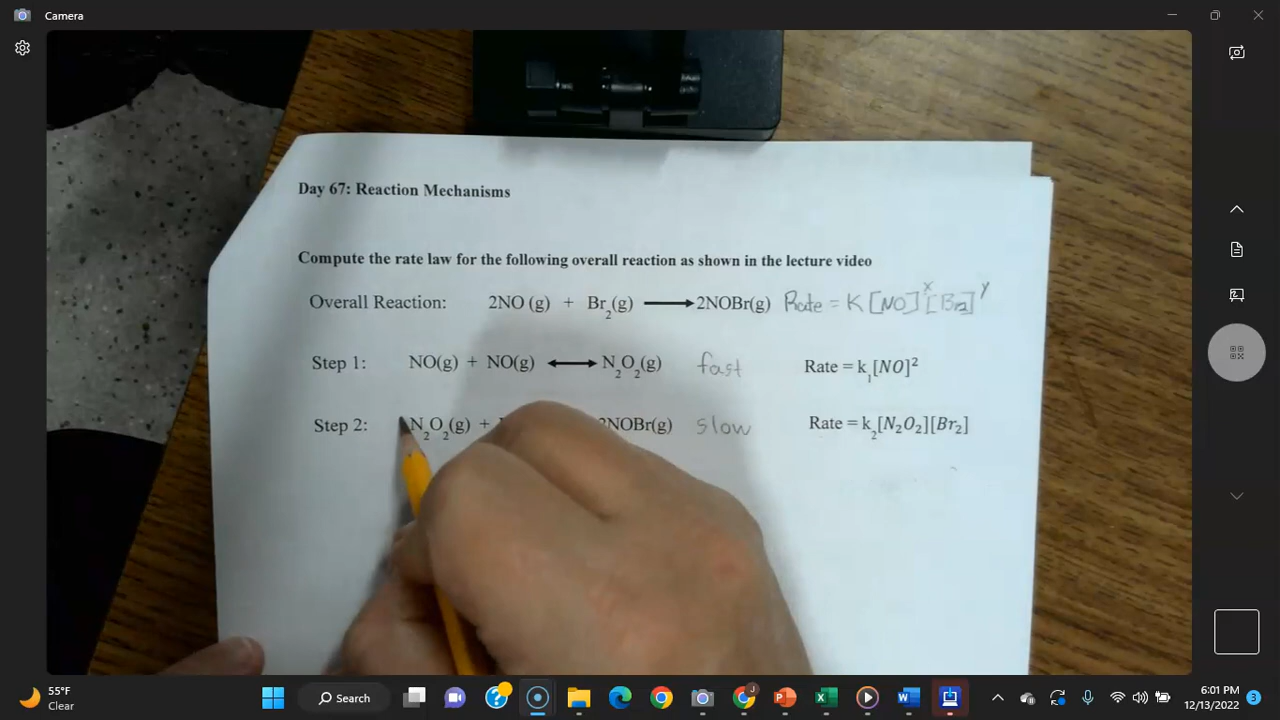 Camera
Day 67: Reaction Mechanisms
Compute the rate law for the following overall reaction as shown in the lecture video
Overall Reaction: 2NO (g) + Br₂(g) ⟶ 2NOBr(g) Rate = K [NO]ˣ [Br₂]ʸ
Step 1: NO(g) + NO(g) ⟷ N₂O₂(g) fast Rate = k₁[NO]²
Step 2: N₂O₂(g) + 2NOBr(g) slow Rate = k₂[N₂O₂][Br₂]
55°F
Clear
Search
6:01 PM
12/13/2022
3